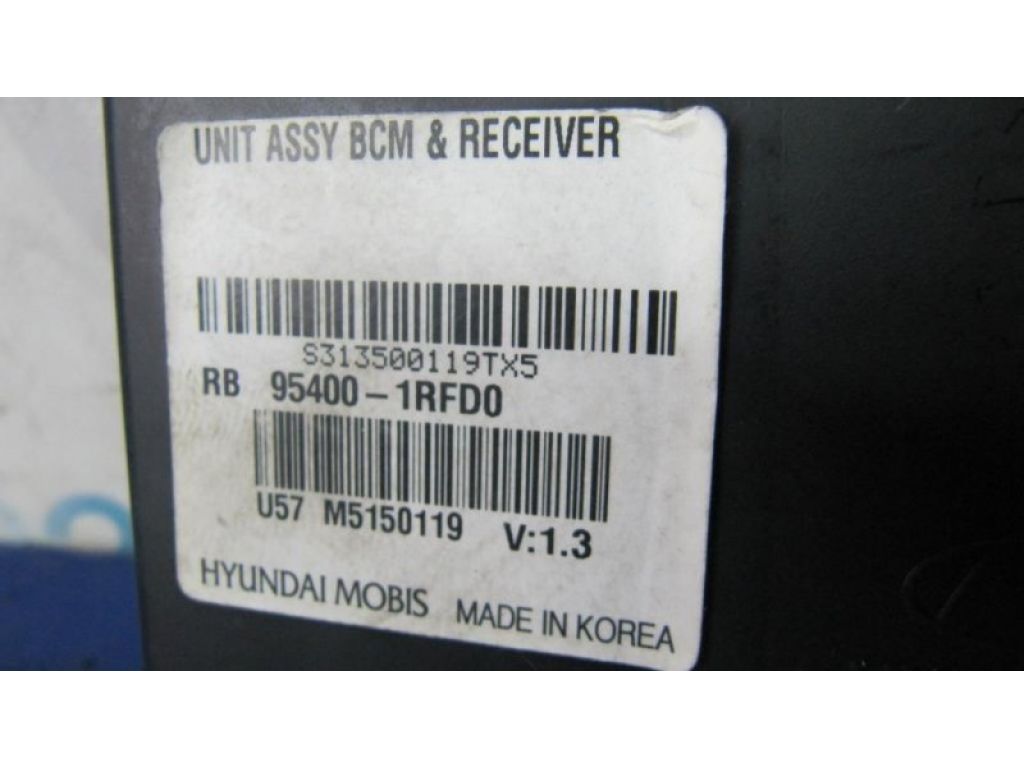 UNIT ASSY BCM & RECEIVER
S313500119TX5
RB 95400-1RFD0
U57 M5150119 V:1.3
HYUNDAI MOBIS MADE IN KOREA